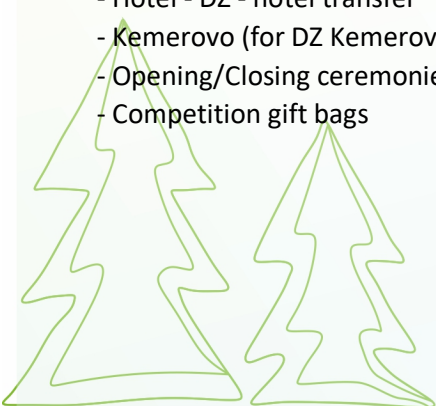 - Hotel - DZ - hotel transfer
- Kemerovo (for DZ Kemerov
- Opening/Closing ceremonie
- Competition gift bags